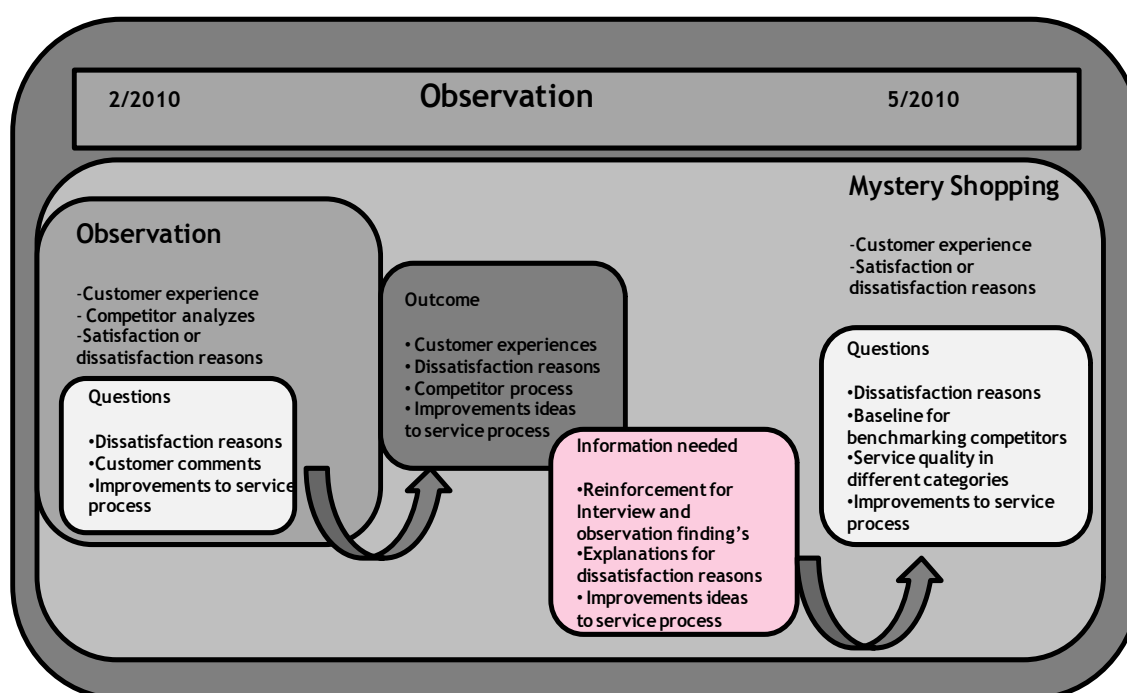 2/2010 Observation 5/2010
Observation
-Customer experience
- Competitor analyzes
-Satisfaction or
dissatisfaction reasons
Questions
•Dissatisfaction reasons
•Customer comments
•Improvements to service
process
Outcome
• Customer experiences
• Dissatisfaction reasons
• Competitor process
• Improvements ideas
to service process
Information needed
•Reinforcement for
Interview and
observation finding's
•Explanations for
dissatisfaction reasons
• Improvements ideas
to service process
Mystery Shopping
-Customer experience
-Satisfaction or
dissatisfaction reasons
Questions
•Dissatisfaction reasons
•Baseline for
benchmarking competitors
•Service quality in
different categories
•Improvements to service
process